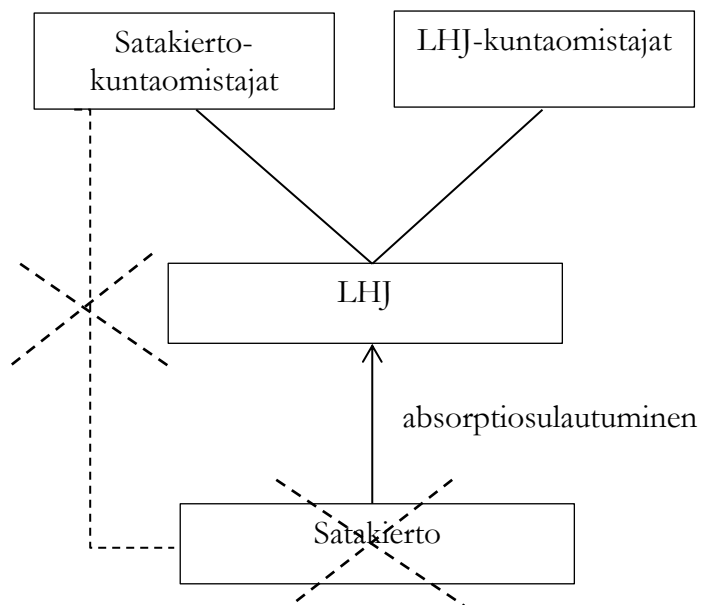 Satakierto-
kuntaomistajat
LHJ-kuntaomistajat
LHJ
absorptiosulautuminen
Satakierto